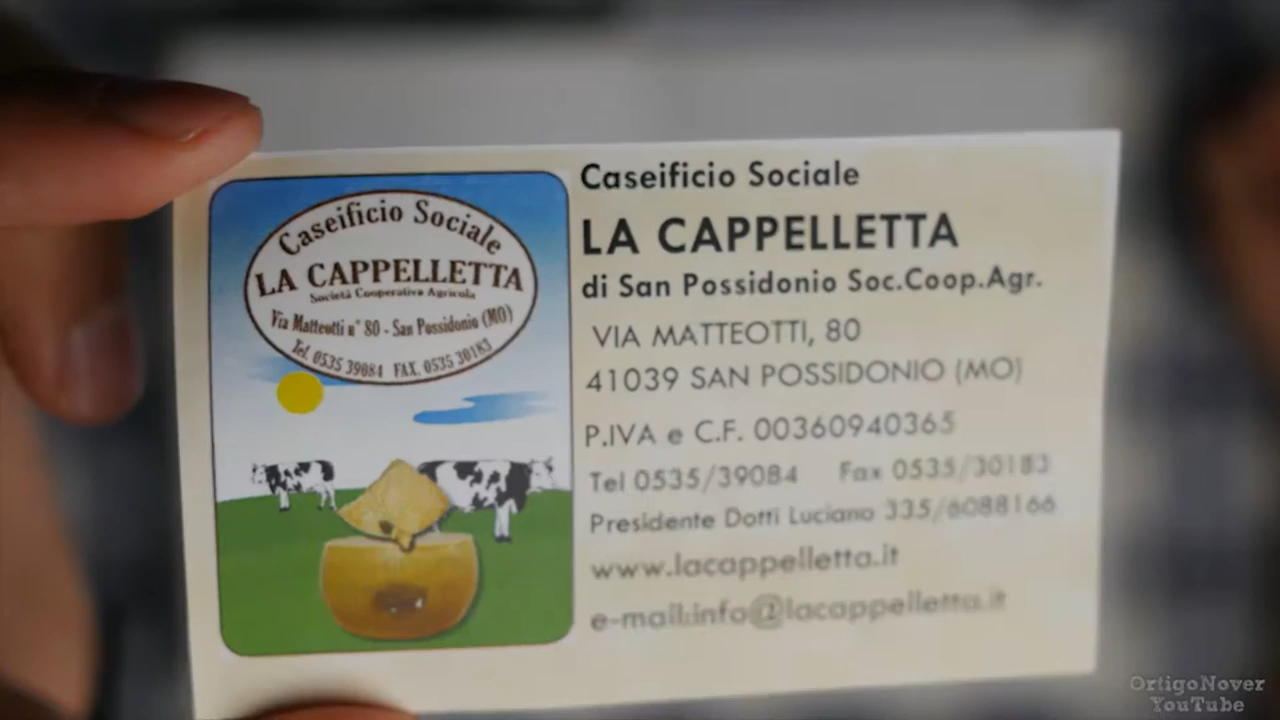 Caseificio Sociale
LA CAPPELLETTA
Società Cooperativa Agricola
Via Matteotti n° 80 - San Possidonio (MO)
Tel. 0535 39084 FAX. 0535 30183
Caseificio Sociale
LA CAPPELLETTA
di San Possidonio Soc.Coop.Agr.
VIA MATTEOTTI, 80
41039 SAN POSSIDONIO (MO)
P.IVA e C.F. 00360940365
Tel 0535/39084 Fax 0535/30183
Presidente Dotti Luciano 335/6088166
www.lacappelletta.it
e-mail:info@lacappelletta.it
OrtigoNover
YouTube